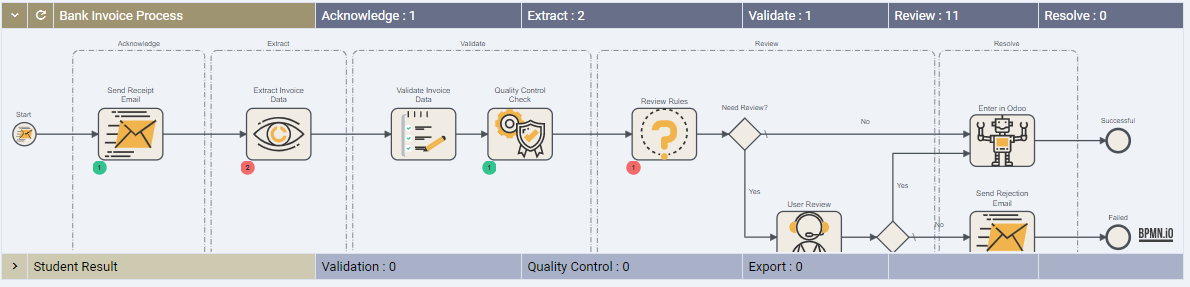 Bank Invoice Process
Acknowledge : 1
Extract : 2
Validate : 1
Review : 11
Resolve : 0
Acknowledge
Extract
Validate
Review
Resolve
Start
Send Receipt
Email
1
Extract Invoice
Data
2
Validate Invoice
Data
Quality Control
Check
1
Review Rules
1
Need Review?
No
Yes
User Review
Yes
No
Enter in Odoo
Successful
Send Rejection
Email
Failed
BPMN.iO
Student Result
Validation : 0
Quality Control : 0
Export : 0